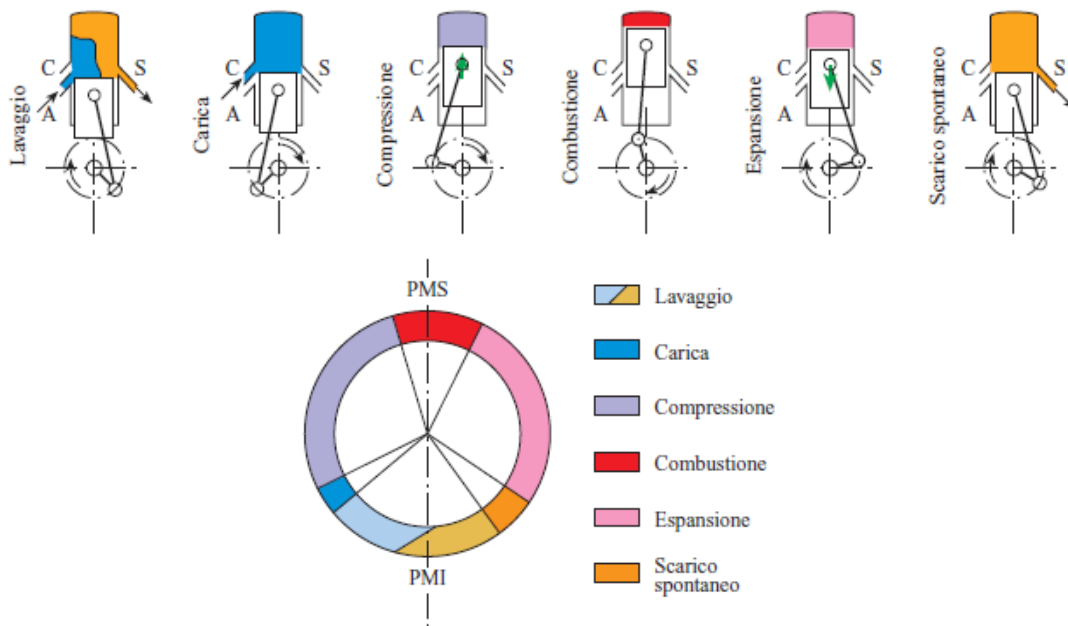 Lavaggio
C
S
A
Carica
C
S
A
Compressione
C
S
A
Combustione
C
S
A
Espansione
C
S
A
Scarico spontaneo
C
S
A
PMS
PMI
Lavaggio
Carica
Compressione
Combustione
Espansione
Scarico
spontaneo